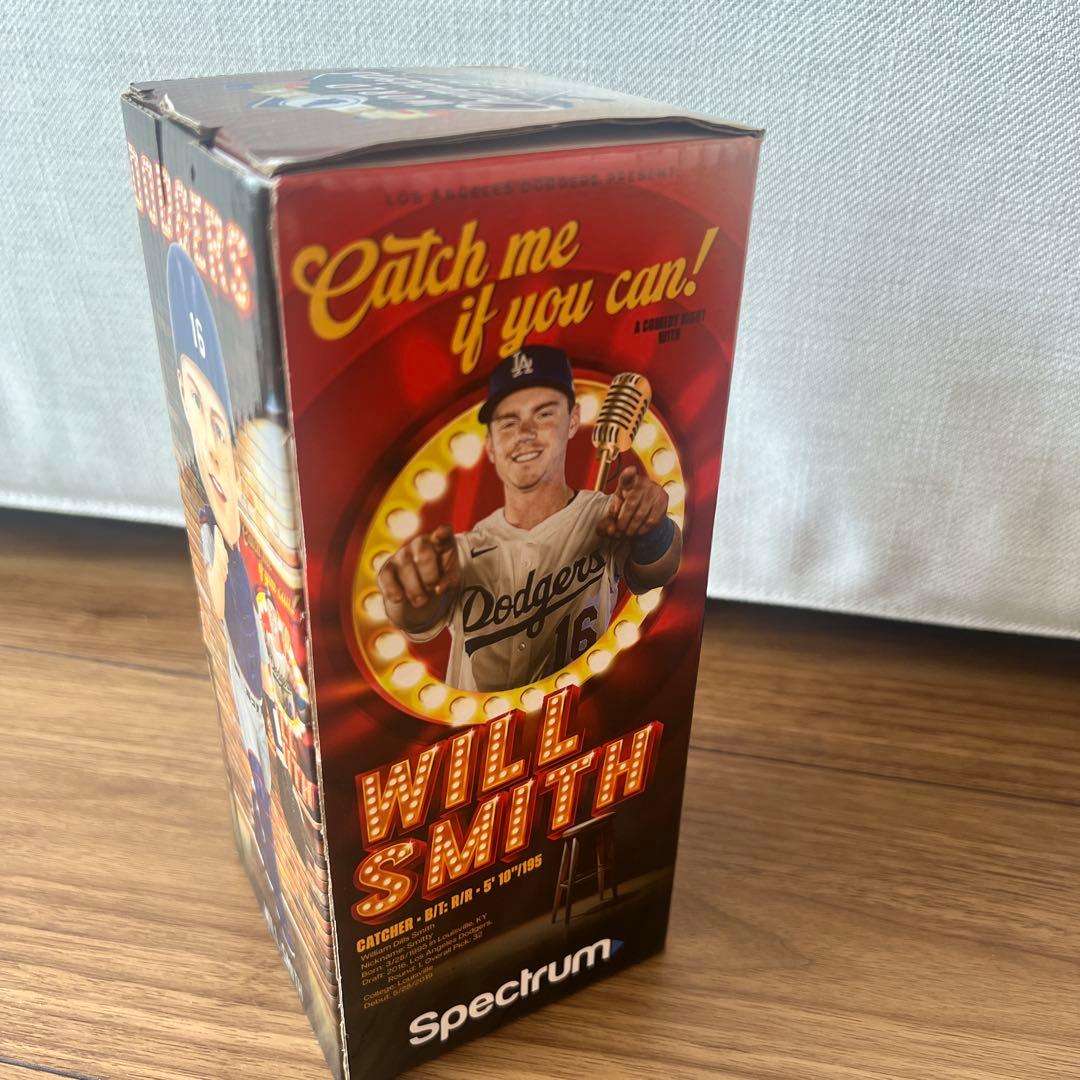 DODGERS
16
LOS ANGELES DODGERS PRESENT
Catch me
if you can!
A COMEDY NIGHT
WITH
LA
Dodgers
16
WILL
SMITH
CATCHER • B/T: R/R • 5' 10"/195
William Dills Smith
Nickname: Smitty
Born: 3/28/1995 in Louisville, KY
Draft: 2016, Los Angeles Dodgers,
Round: 1, Overall Pick: 32
College: Louisville
Debut: 5/28/2019
Spectrum